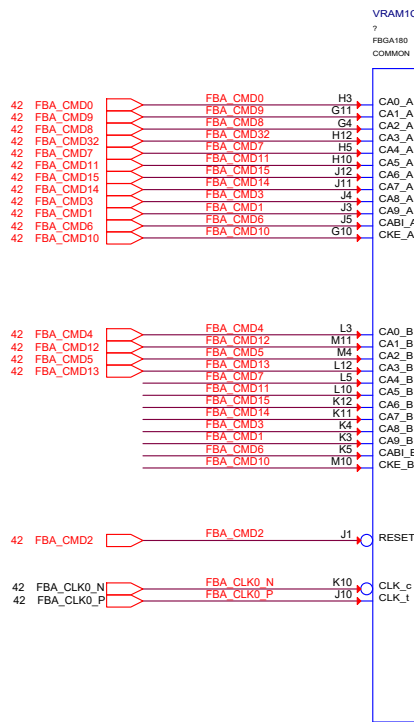 VRAM10
?
FBGA180
COMMON
42 FBA_CMD0 FBA_CMD0 H3 CA0_A
42 FBA_CMD9 FBA_CMD9 G11 CA1_A
42 FBA_CMD8 FBA_CMD8 G4 CA2_A
42 FBA_CMD32 FBA_CMD32 H12 CA3_A
42 FBA_CMD7 FBA_CMD7 H5 CA4_A
42 FBA_CMD11 FBA_CMD11 H10 CA5_A
42 FBA_CMD15 FBA_CMD15 J12 CA6_A
42 FBA_CMD14 FBA_CMD14 J11 CA7_A
42 FBA_CMD3 FBA_CMD3 J4 CA8_A
42 FBA_CMD1 FBA_CMD1 J3 CA9_A
42 FBA_CMD6 FBA_CMD6 J5 CABI_A
42 FBA_CMD10 FBA_CMD10 G10 CKE_A
42 FBA_CMD4 FBA_CMD4 L3 CA0_B
42 FBA_CMD12 FBA_CMD12 M11 CA1_B
42 FBA_CMD5 FBA_CMD5 M4 CA2_B
42 FBA_CMD13 FBA_CMD13 L12 CA3_B
FBA_CMD7 L5 CA4_B
FBA_CMD11 L10 CA5_B
FBA_CMD15 K12 CA6_B
FBA_CMD14 K11 CA7_B
FBA_CMD3 K4 CA8_B
FBA_CMD1 K3 CA9_B
FBA_CMD6 K5 CABI_B
FBA_CMD10 M10 CKE_B
42 FBA_CMD2 FBA_CMD2 J1 RESET
42 FBA_CLK0_N FBA_CLK0_N K10 CLK_c
42 FBA_CLK0_P FBA_CLK0_P J10 CLK_t